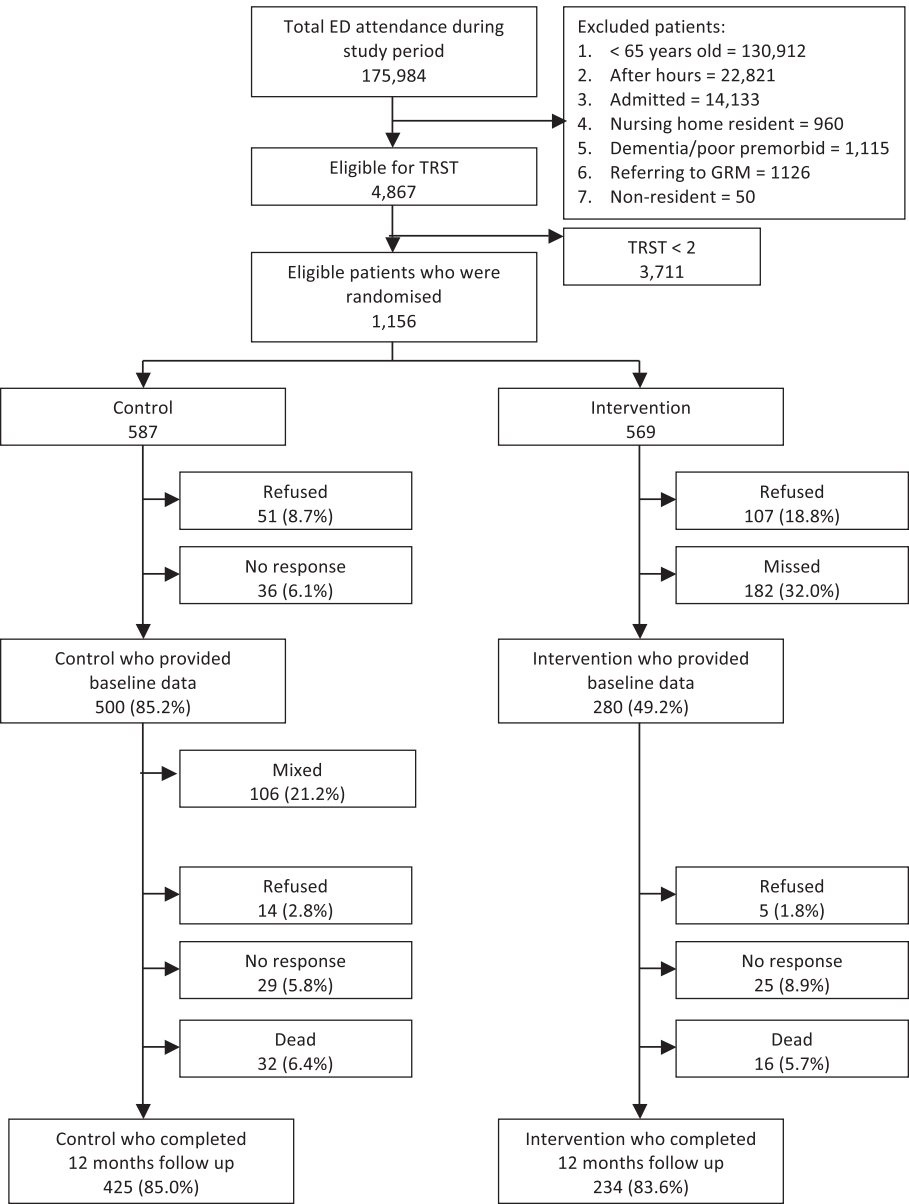 Total ED attendance during
study period
175,984
Excluded patients:
1. < 65 years old = 130,912
2. After hours = 22,821
3. Admitted = 14,133
4. Nursing home resident = 960
5. Dementia/poor premorbid = 1,115
6. Referring to GRM = 1126
7. Non-resident = 50
Eligible for TRST
4,867
TRST < 2
3,711
Eligible patients who were
randomised
1,156
Control
587
Intervention
569
Refused
51 (8.7%)
Refused
107 (18.8%)
No response
36 (6.1%)
Missed
182 (32.0%)
Control who provided
baseline data
500 (85.2%)
Intervention who provided
baseline data
280 (49.2%)
Mixed
106 (21.2%)
Refused
14 (2.8%)
Refused
5 (1.8%)
No response
29 (5.8%)
No response
25 (8.9%)
Dead
32 (6.4%)
Dead
16 (5.7%)
Control who completed
12 months follow up
425 (85.0%)
Intervention who completed
12 months follow up
234 (83.6%)